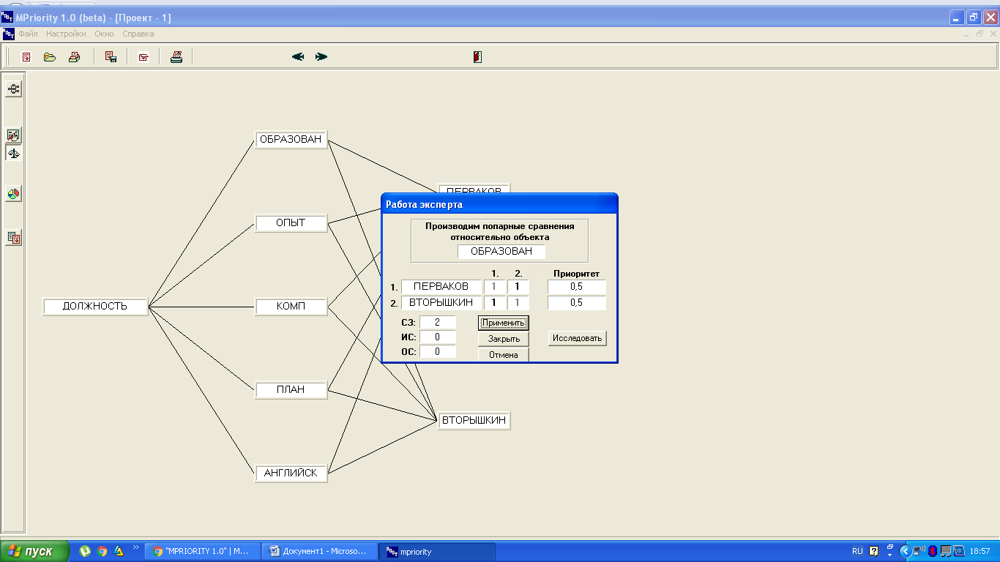 MPriority 1.0 (beta) - [Проект - 1]
Файл Настройки Окно Справка
ОБРАЗОВАН
ПЕРВАКОВ
ОПЫТ
ДОЛЖНОСТЬ
КОМП
ПЛАН
ВТОРЫШКИН
АНГЛИЙСК
Работа эксперта
Производим попарные сравнения
относительно объекта
ОБРАЗОВАН
1. 2. Приоритет
1. ПЕРВАКОВ 1 1 0,5
2. ВТОРЫШКИН 1 1 0,5
СЗ: 2 Применить
ИС: 0 Закрыть Исследовать
ОС: 0 Отмена
пуск "MPRIORITY 1.0" | М... Документ1 - Microso... mpriority RU 18:57